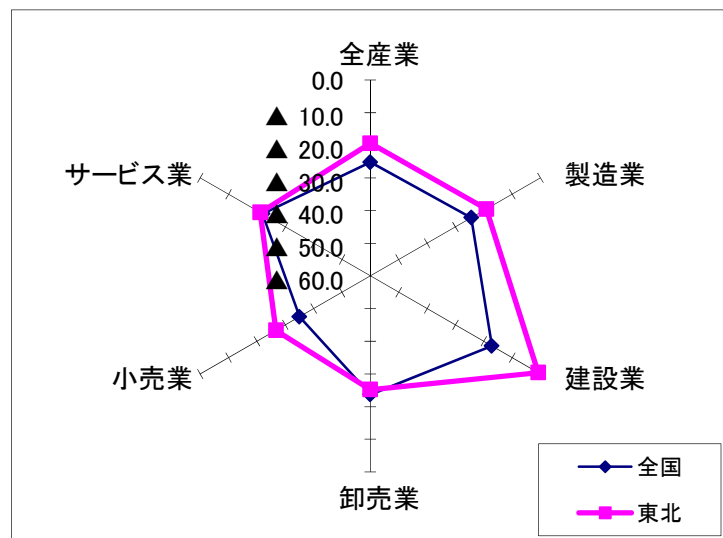 全産業
0.0
▲ 10.0
▲ 20.0
▲ 30.0
▲ 40.0
▲ 50.0
▲ 60.0
サービス業
製造業
小売業
建設業
卸売業
全国
東北